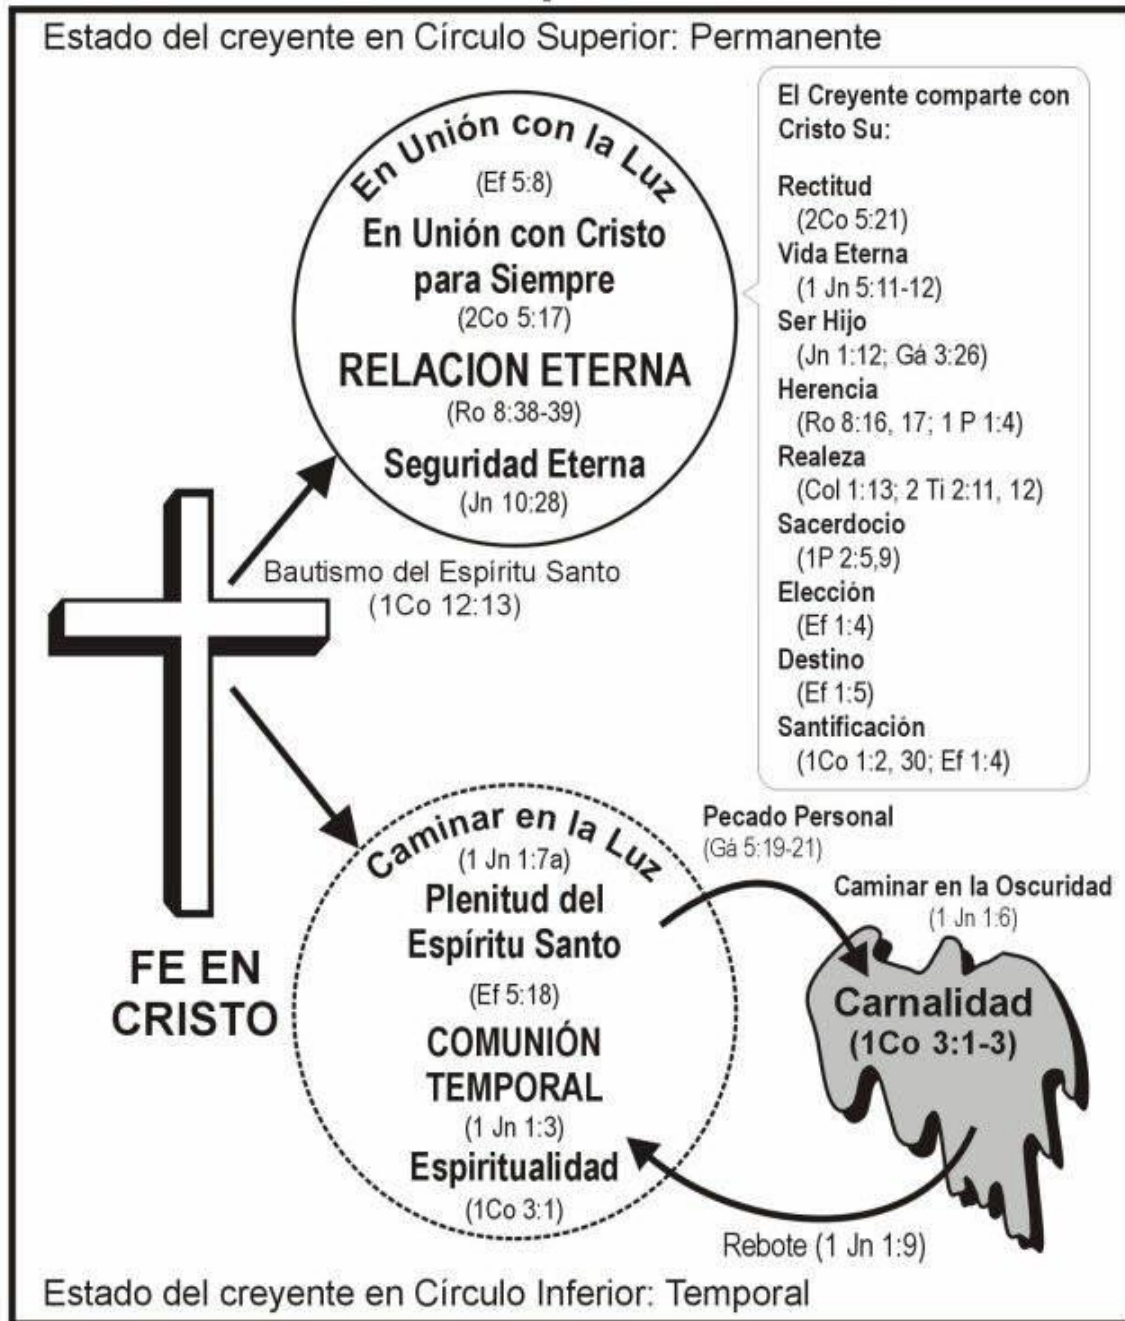 Estado del creyente en Círculo Superior: Permanente
En Unión con la Luz
(Ef 5:8)
En Unión con Cristo
para Siempre
(2Co 5:17)
RELACION ETERNA
(Ro 8:38-39)
Seguridad Eterna
(Jn 10:28)
El Creyente comparte con
Cristo Su:
Rectitud
(2Co 5:21)
Vida Eterna
(1 Jn 5:11-12)
Ser Hijo
(Jn 1:12; Gá 3:26)
Herencia
(Ro 8:16, 17; 1 P 1:4)
Realeza
(Col 1:13; 2 Ti 2:11, 12)
Sacerdocio
(1P 2:5,9)
Elección
(Ef 1:4)
Destino
(Ef 1:5)
Santificación
(1Co 1:2, 30; Ef 1:4)
Bautismo del Espíritu Santo
(1Co 12:13)
FE EN
CRISTO
Caminar en la Luz
(1 Jn 1:7a)
Plenitud del
Espíritu Santo
(Ef 5:18)
COMUNIÓN
TEMPORAL
(1 Jn 1:3)
Espiritualidad
(1Co 3:1)
Pecado Personal
(Gá 5:19-21)
Caminar en la Oscuridad
(1 Jn 1:6)
Carnalidad
(1Co 3:1-3)
Rebote (1 Jn 1:9)
Estado del creyente en Círculo Inferior: Temporal